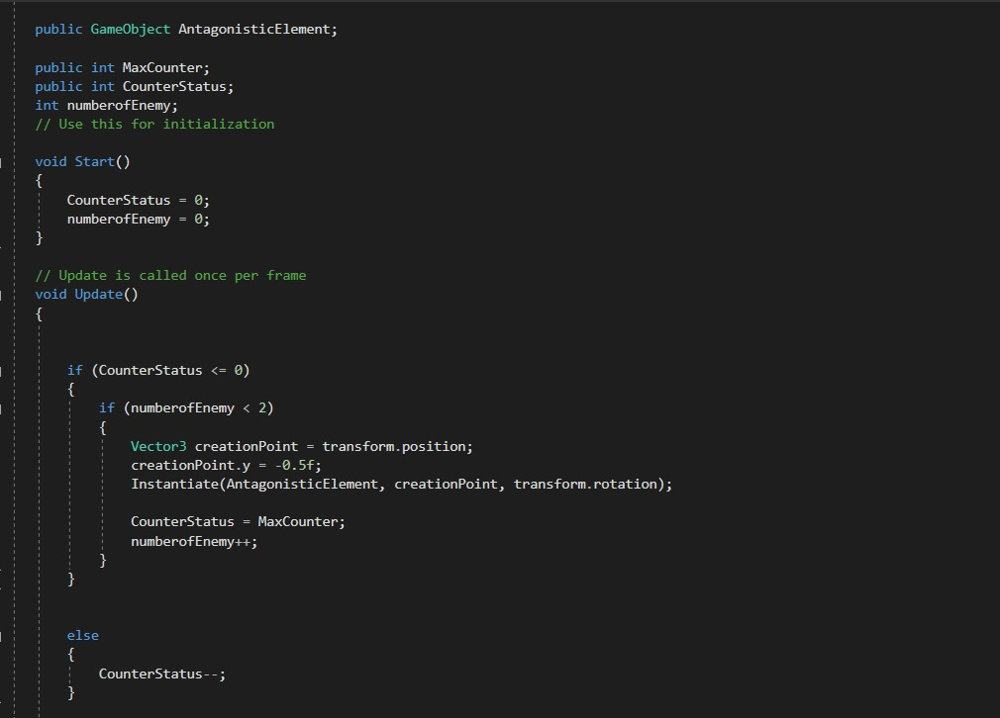 public GameObject AntagonisticElement;
public int MaxCounter;
public int CounterStatus;
int numberofEnemy;
// Use this for initialization
void Start()
{
CounterStatus = 0;
numberofEnemy = 0;
}
// Update is called once per frame
void Update()
{
if (CounterStatus <= 0)
{
if (numberofEnemy < 2)
{
Vector3 creationPoint = transform.position;
creationPoint.y = -0.5f;
Instantiate(AntagonisticElement, creationPoint, transform.rotation);
CounterStatus = MaxCounter;
numberofEnemy++;
}
}
else
{
CounterStatus--;
}